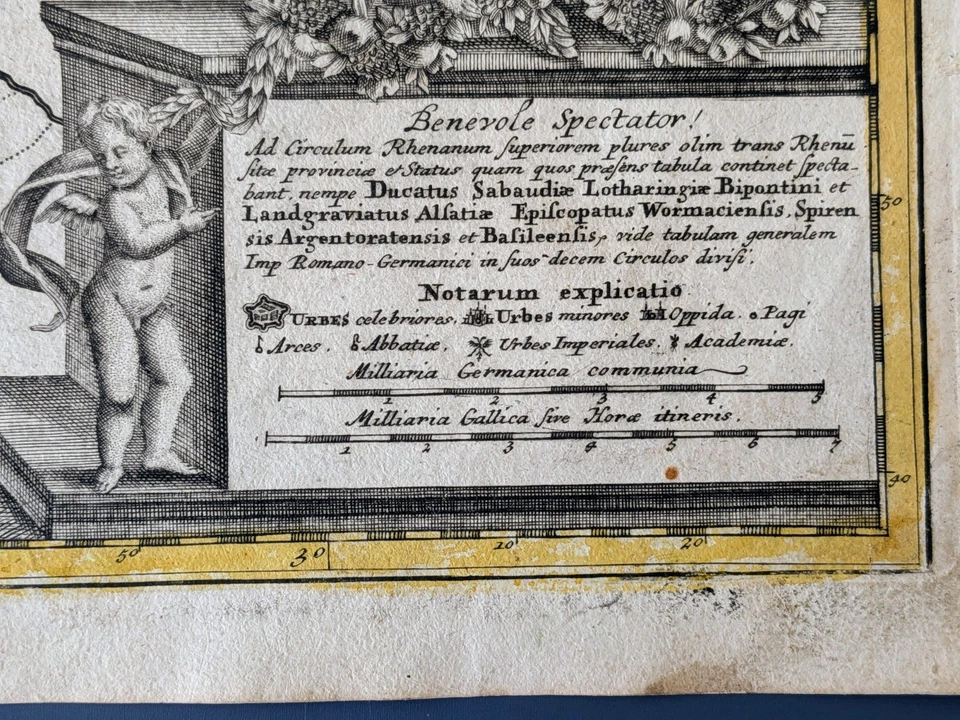 Benevole Spectator!
Ad Circulum Rhenanum ſuperiorem plures olim trans Rhenū
ſitæ provinciæ & Status quam quos præſens tabula continet ſpecta-
bant, nempe Ducatus Sabaudiæ Lotharingiæ Bipontini et
Landgraviatus Alſatiæ Epiſcopatus Wormacienſis, Spiren
sis Argentoratensis et Baſileenſis, vide tabulam generalem
Imp Romano-Germanici in ſuos decem Circulos diviſi.
Notarum explicatio
URBES celebriores. Urbes minores Oppida. Pagi
Arces. Abbatiæ. Urbes Imperiales. Academiæ.
Milliaria Germanica communia
1 2 3 4 5
Milliaria Gallica ſive Horæ itineris.
1 2 3 4 5 6 7
50
40
50 30 10 20